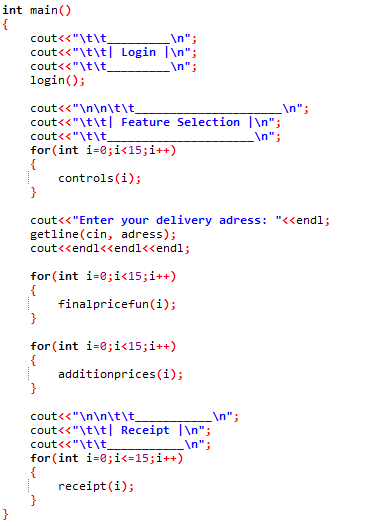 int main()
{
cout<<"\t\t_________\n";
cout<<"\t\t| Login |\n";
cout<<"\t\t_________\n";
login();
cout<<"\n\n\t\t_____________________\n";
cout<<"\t\t| Feature Selection |\n";
cout<<"\t\t_____________________\n";
for(int i=0;i<15;i++)
{
controls(i);
}
cout<<"Enter your delivery adress: "<<endl;
getline(cin, adress);
cout<<endl<<endl<<endl;
for(int i=0;i<15;i++)
{
finalpricefun(i);
}
for(int i=0;i<15;i++)
{
additionprices(i);
}
cout<<"\n\n\t\t___________\n";
cout<<"\t\t| Receipt |\n";
cout<<"\t\t___________\n";
for(int i=0;i<=15;i++)
{
receipt(i);
}
}